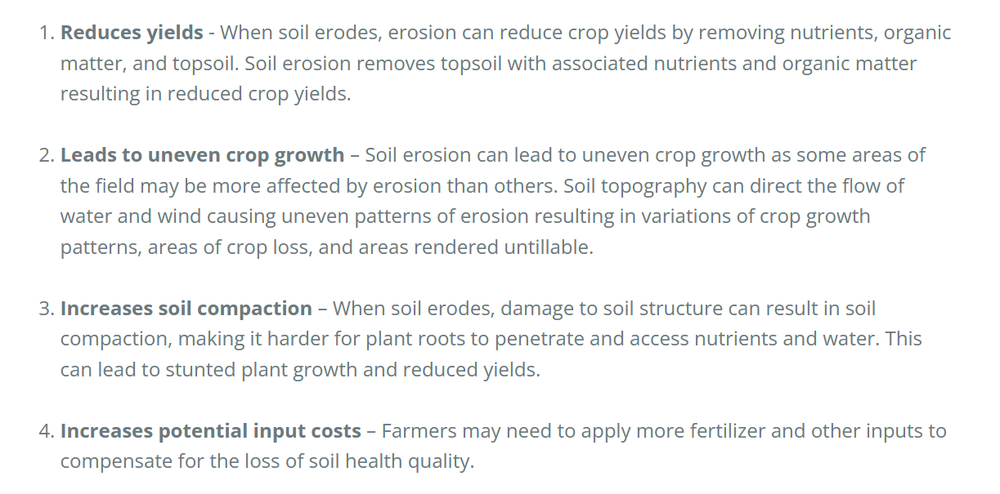 1. Reduces yields - When soil erodes, erosion can reduce crop yields by removing nutrients, organic
matter, and topsoil. Soil erosion removes topsoil with associated nutrients and organic matter
resulting in reduced crop yields.
2. Leads to uneven crop growth – Soil erosion can lead to uneven crop growth as some areas of
the field may be more affected by erosion than others. Soil topography can direct the flow of
water and wind causing uneven patterns of erosion resulting in variations of crop growth
patterns, areas of crop loss, and areas rendered untillable.
3. Increases soil compaction – When soil erodes, damage to soil structure can result in soil
compaction, making it harder for plant roots to penetrate and access nutrients and water. This
can lead to stunted plant growth and reduced yields.
4. Increases potential input costs – Farmers may need to apply more fertilizer and other inputs to
compensate for the loss of soil health quality.